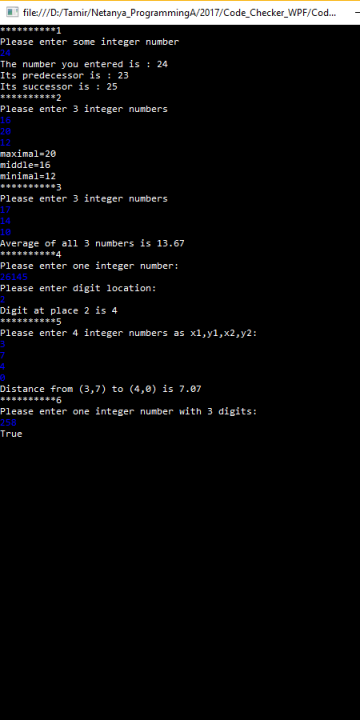 file:///D:/Tamir/Netanya_ProgrammingA/2017/Code_Checker_WPF/Cod...
**********1
Please enter some integer number
24
The number you entered is : 24
Its predecessor is : 23
Its successor is : 25
**********2
Please enter 3 integer numbers
16
20
12
maximal=20
middle=16
minimal=12
**********3
Please enter 3 integer numbers
17
14
10
Average of all 3 numbers is 13.67
**********4
Please enter one integer number:
Please enter digit location:
2
Digit at place 2 is 4
**********5
Please enter 4 integer numbers as x1,y1,x2,y2:
3
7
4
0
Distance from (3,7) to (4,0) is 7.07
**********6
Please enter one integer number with 3 digits:
258
True